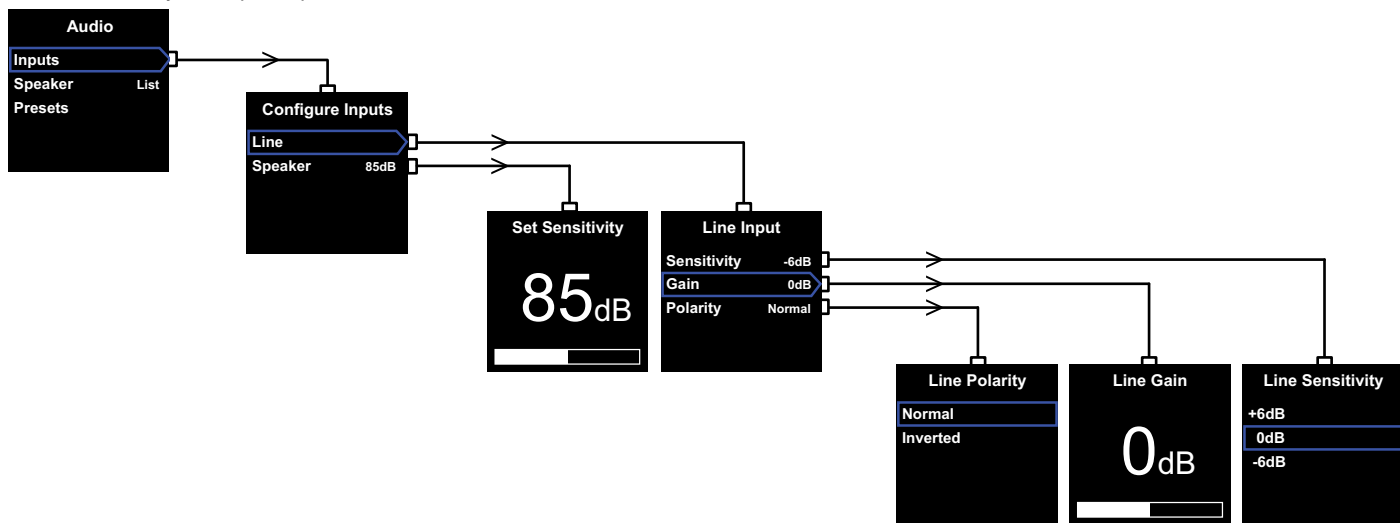 Audio
Inputs
Speaker List
Presets
Configure Inputs
Line
Speaker 85dB
Set Sensitivity
85dB
Line Input
Sensitivity -6dB
Gain 0dB
Polarity Normal
Line Polarity
Normal
Inverted
Line Gain
0dB
Line Sensitivity
+6dB
0dB
-6dB